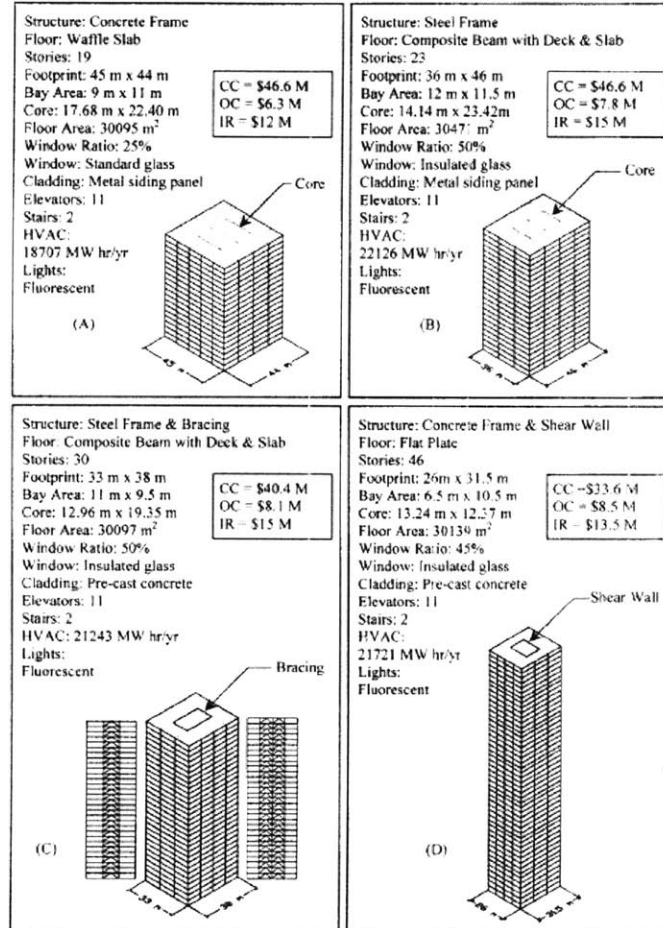 Structure: Concrete Frame
Floor: Waffle Slab
Stories: 19
Footprint: 45 m x 44 m
Bay Area: 9 m x 11 m
Core: 17.68 m x 22.40 m
Floor Area: 30095 m²
Window Ratio: 25%
Window: Standard glass
Cladding: Metal siding panel
Elevators: 11
Stairs: 2
HVAC:
18707 MW hr/yr
Lights:
Fluorescent
CC = $46.6 M
OC = $6.3 M
IR = $12 M
Core
(A)
45 m
44 m
Structure: Steel Frame
Floor: Composite Beam with Deck & Slab
Stories: 23
Footprint: 36 m x 46 m
Bay Area: 12 m x 11.5 m
Core: 14.14 m x 23.42m
Floor Area: 3047 m²
Window Ratio: 50%
Window: Insulated glass
Cladding: Metal siding panel
Elevators: 11
Stairs: 2
HVAC:
22126 MW hr/yr
Lights:
Fluorescent
CC = $46.6 M
OC = $7.8 M
IR = $15 M
Core
(B)
36 m
46 m
Structure: Steel Frame & Bracing
Floor: Composite Beam with Deck & Slab
Stories: 30
Footprint: 33 m x 38 m
Bay Area: 11 m x 9.5 m
Core: 12.96 m x 19.35 m
Floor Area: 30097 m²
Window Ratio: 50%
Window: Insulated glass
Cladding: Pre-cast concrete
Elevators: 11
Stairs: 2
HVAC: 21243 MW hr/yr
Lights:
Fluorescent
CC = $40.4 M
OC = $8.1 M
IR = $15 M
Bracing
(C)
33 m
38 m
Structure: Concrete Frame & Shear Wall
Floor: Flat Plate
Stories: 46
Footprint: 26m x 31.5 m
Bay Area: 6.5 m x 10.5 m
Core: 13.24 m x 12.37 m
Floor Area: 30139 m²
Window Ratio: 45%
Window: Insulated glass
Cladding: Pre-cast concrete
Elevators: 11
Stairs: 2
HVAC:
21721 MW hr/yr
Lights:
Fluorescent
CC =$33.6 M
OC = $8.5 M
IR = $13.5 M
Shear Wall
(D)
26 m
31.5 m